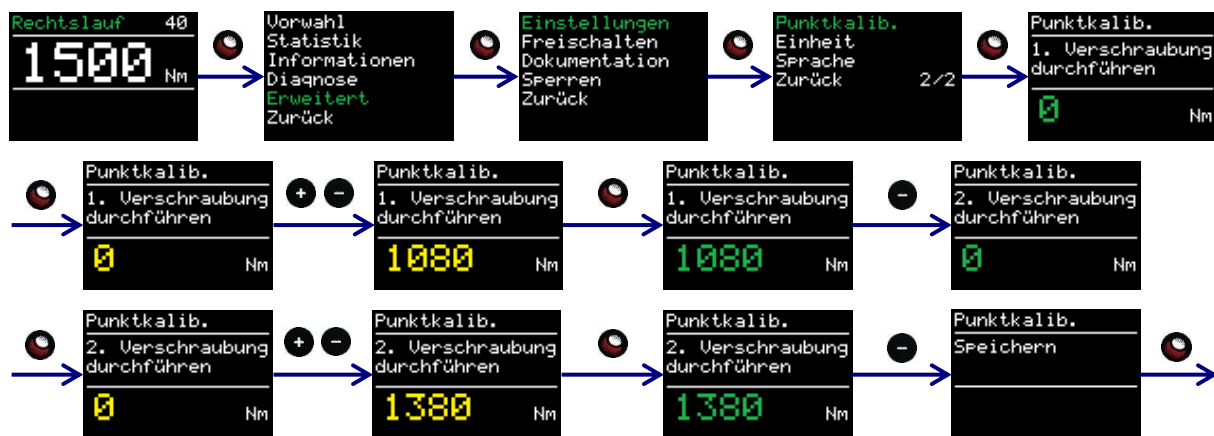 Rechtslauf 40
1500 Nm
Vorwahl
Statistik
Informationen
Diagnose
Erweitert
Zurück
Einstellungen
Freischalten
Dokumentation
Sperren
Zurück
Punktkalib.
Einheit
Sprache
Zurück 2/2
Punktkalib.
1. Verschraubung
durchführen
0 Nm
Punktkalib.
1. Verschraubung
durchführen
0 Nm
+ -
Punktkalib.
1. Verschraubung
durchführen
1080 Nm
Punktkalib.
1. Verschraubung
durchführen
1080 Nm
-
Punktkalib.
2. Verschraubung
durchführen
0 Nm
Punktkalib.
2. Verschraubung
durchführen
0 Nm
+ -
Punktkalib.
2. Verschraubung
durchführen
1380 Nm
Punktkalib.
2. Verschraubung
durchführen
1380 Nm
-
Punktkalib.
Speichern